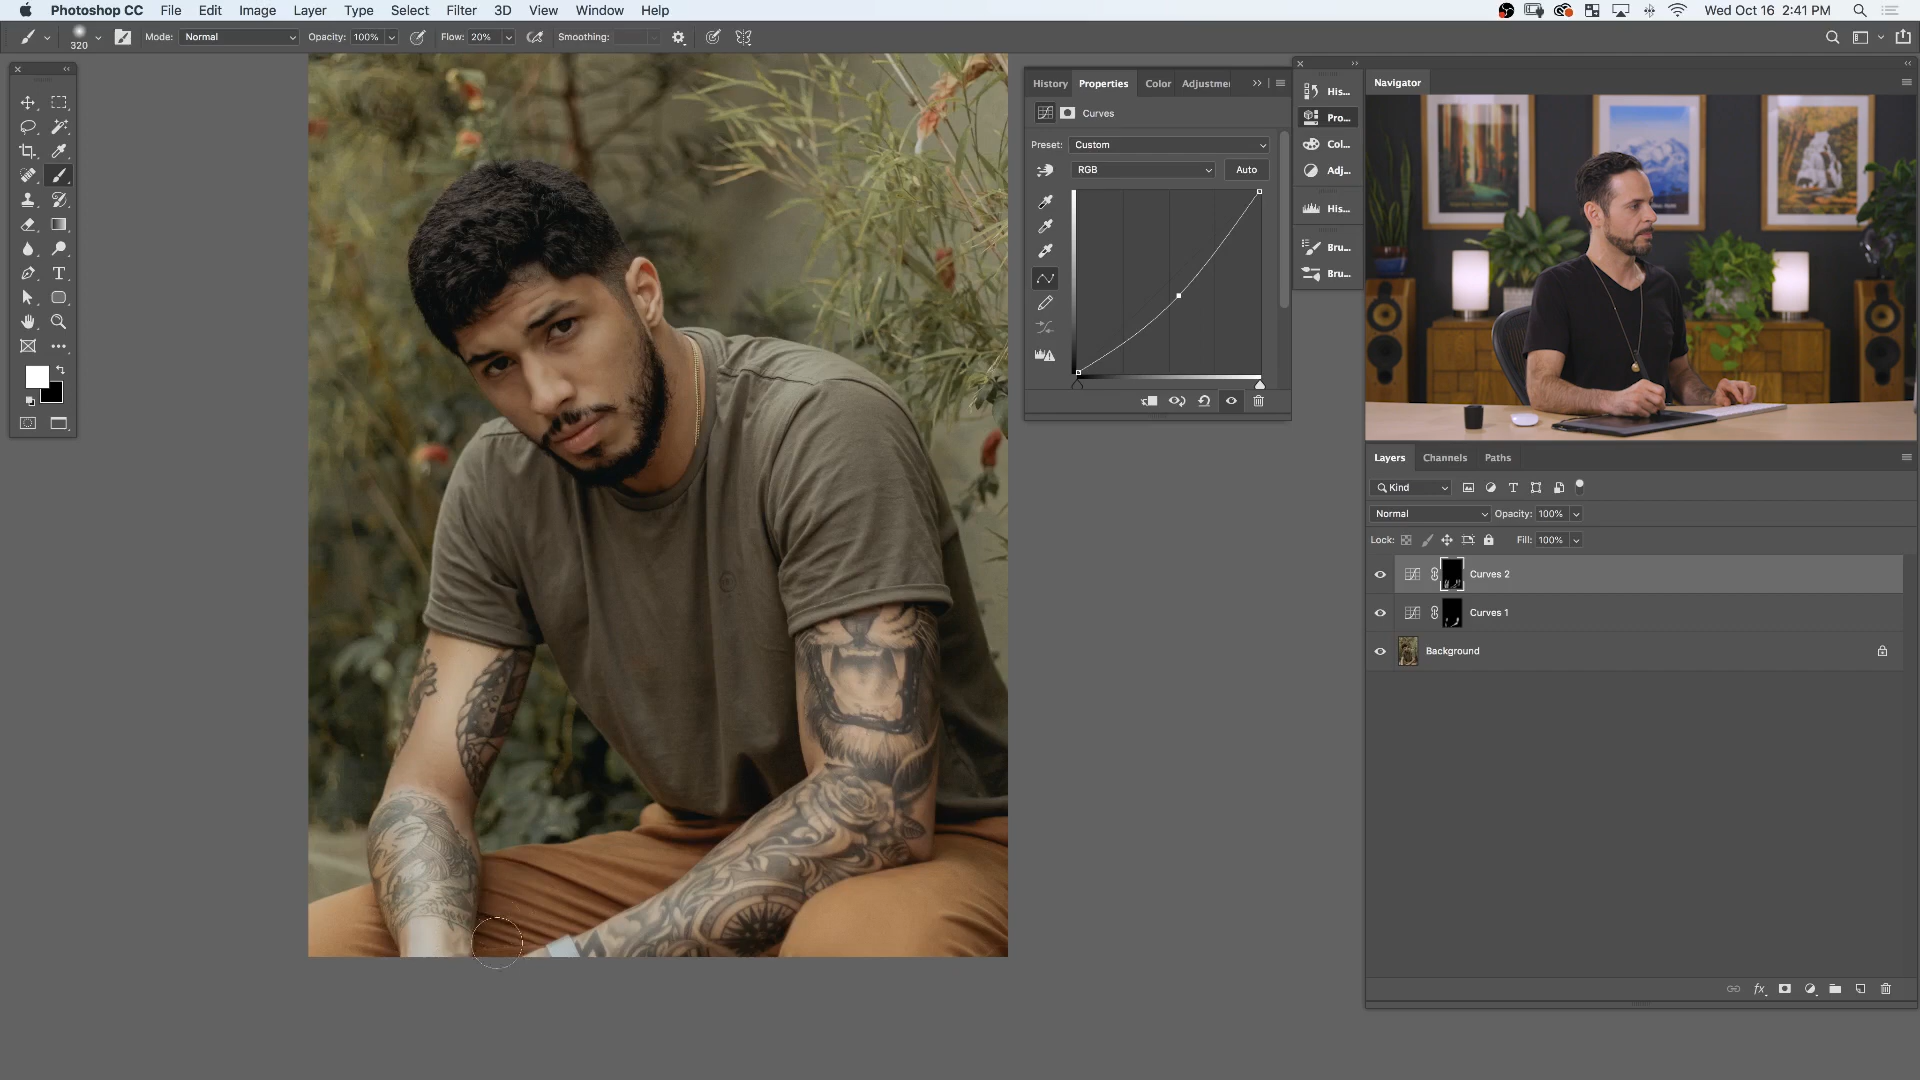 Photoshop CC File Edit Image Layer Type Select Filter 3D View Window Help Wed Oct 16 2:41 PM
320 Mode: Normal Opacity: 100% Flow: 20% Smoothing:
History Properties Color Adjustmen
Curves
Preset: Custom
RGB Auto
His...
Pro...
Col...
Adj...
His...
Bru...
Bru...
Navigator
Layers Channels Paths
Kind
Normal Opacity: 100%
Lock: Fill: 100%
Curves 2
Curves 1
Background